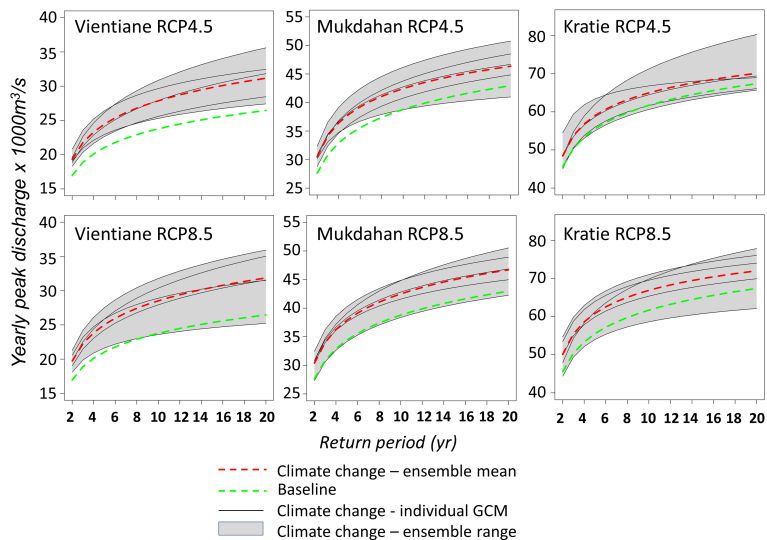 Yearly peak discharge x 1000m³/s
Vientiane RCP4.5
40
35
30
25
20
15
Mukdahan RCP4.5
55
50
45
40
35
30
25
Kratie RCP4.5
80
70
60
50
40
Vientiane RCP8.5
40
35
30
25
20
15
2 4 6 8 10 12 14 16 18 20
Mukdahan RCP8.5
55
50
45
40
35
30
25
2 4 6 8 10 12 14 16 18 20
Kratie RCP8.5
80
70
60
50
40
2 4 6 8 10 12 14 16 18 20
Return period (yr)
Climate change – ensemble mean
Baseline
Climate change - individual GCM
Climate change – ensemble range